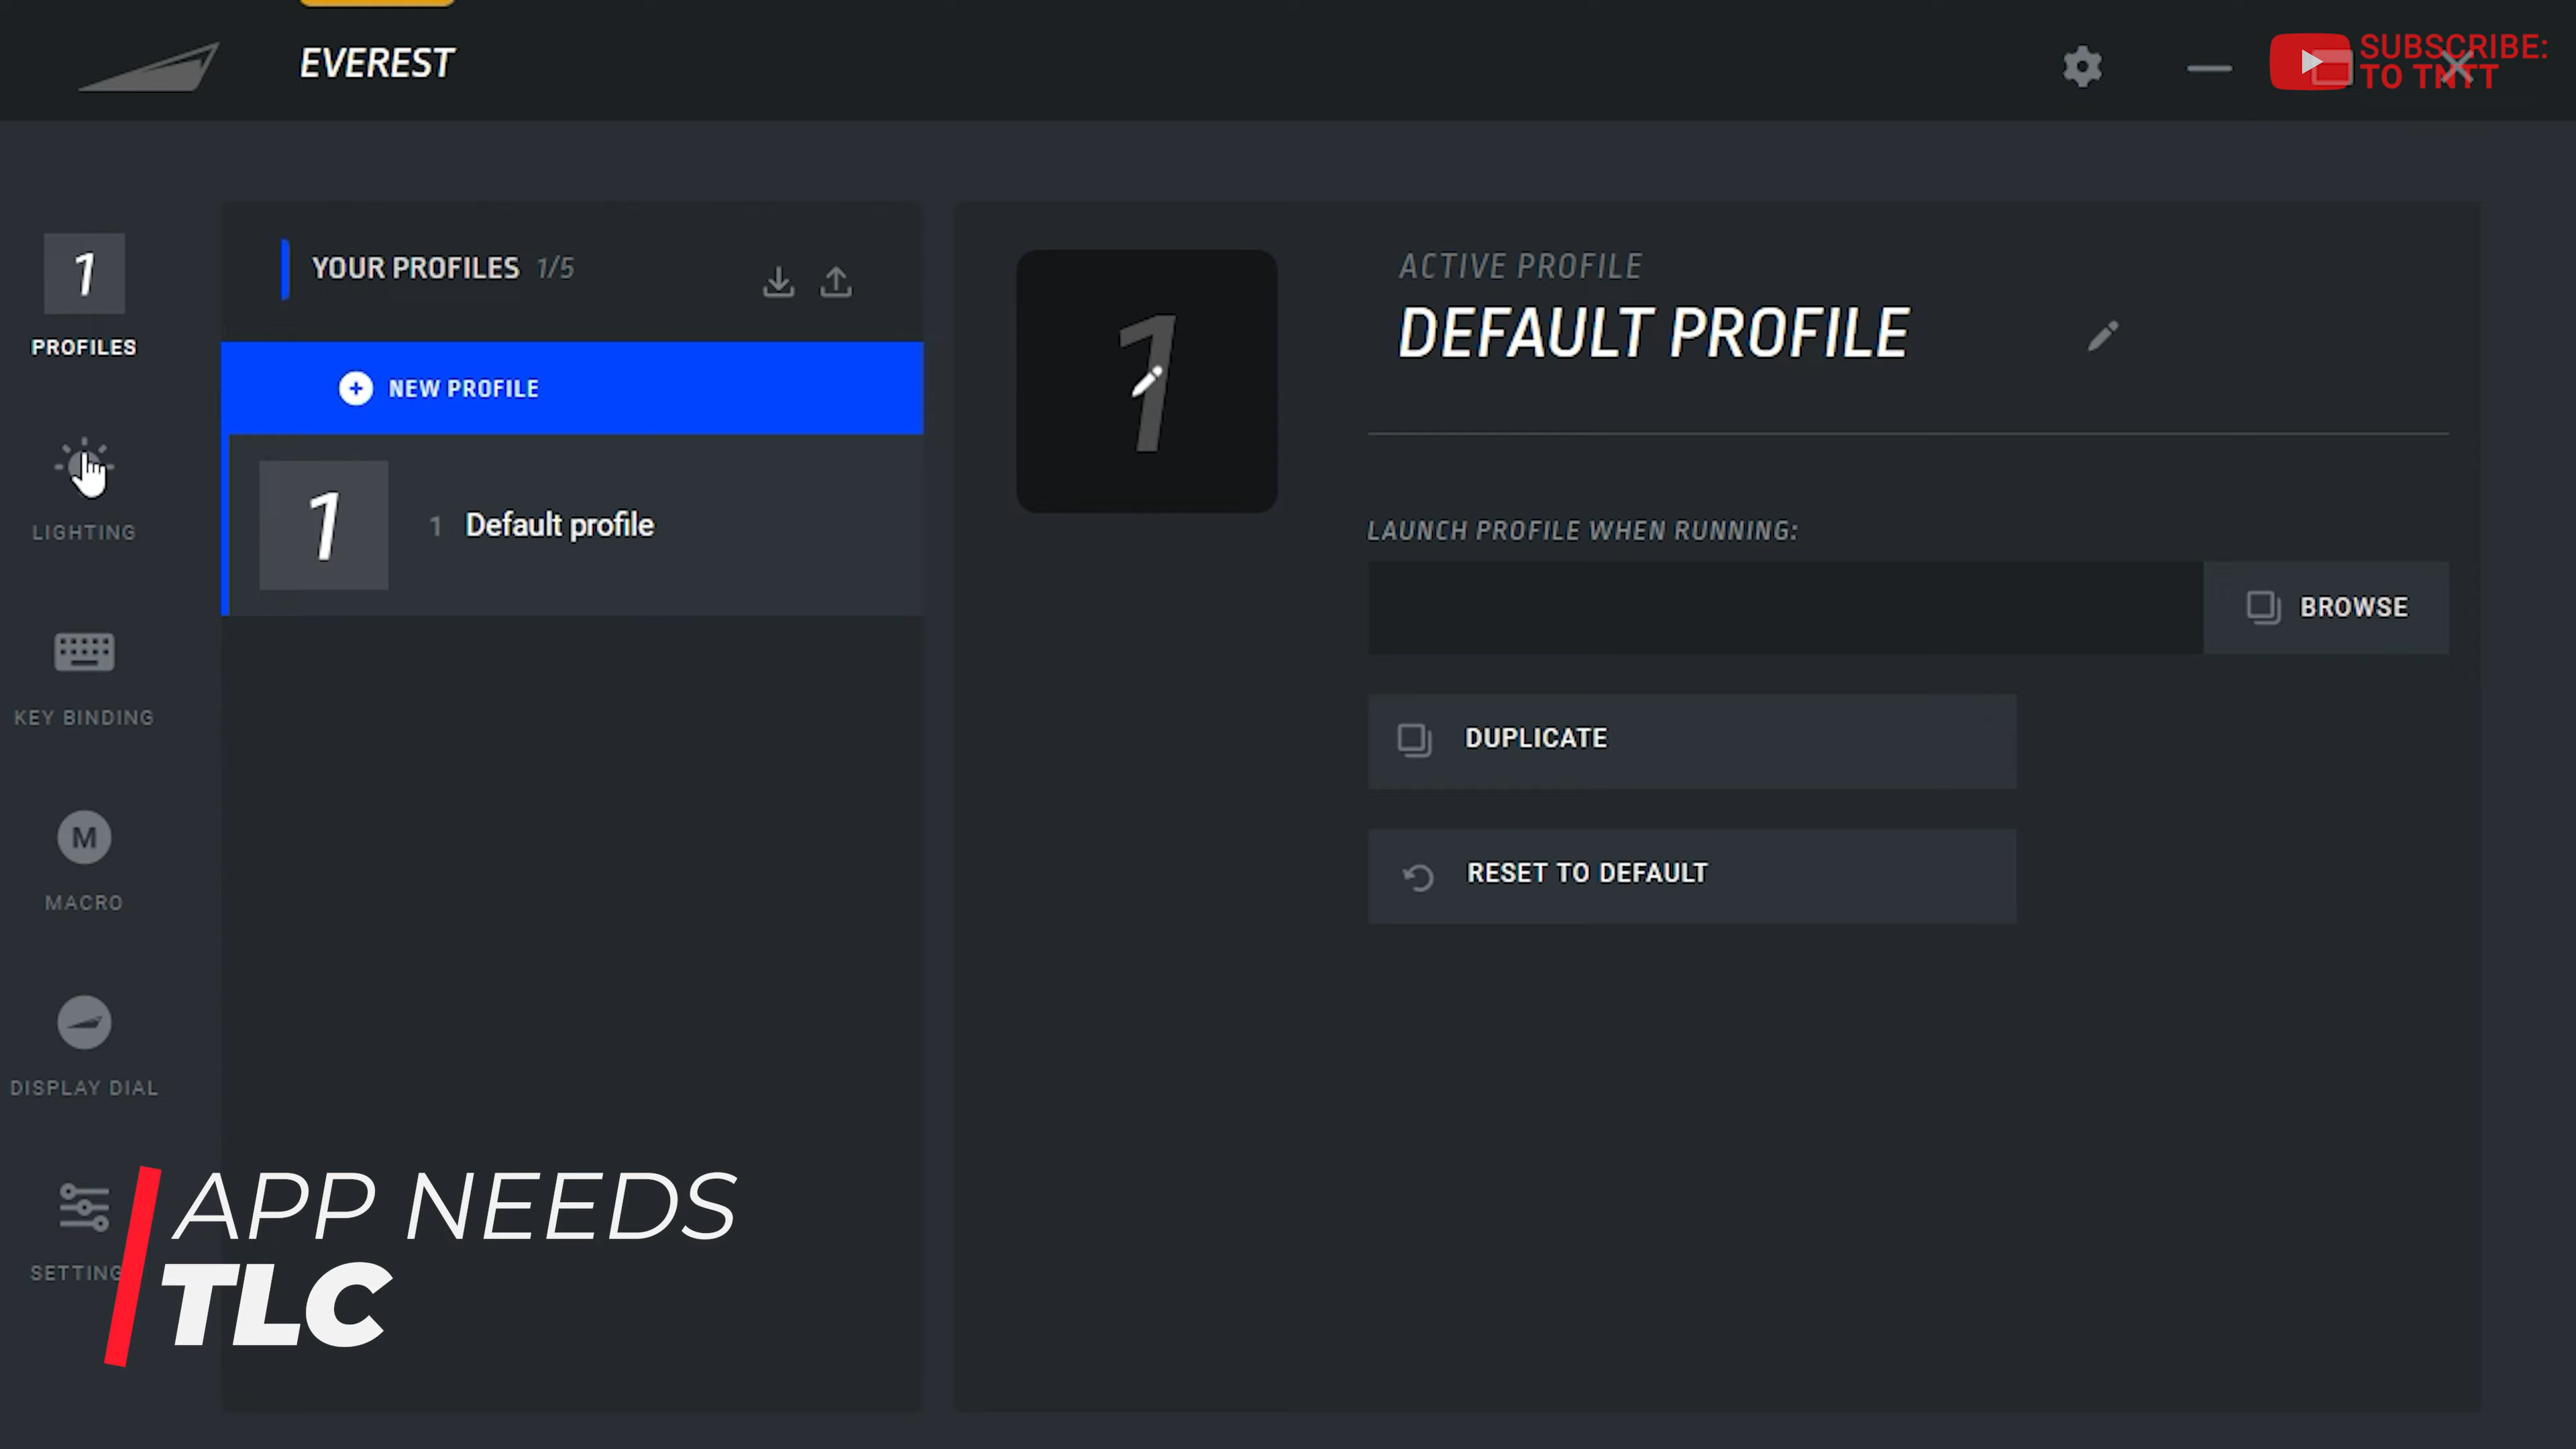 EVEREST
SUBSCRIBE:
TO TNTT
1
PROFILES
LIGHTING
KEY BINDING
M
MACRO
DISPLAY DIAL
YOUR PROFILES 1/5
NEW PROFILE
1
1 Default profile
1
ACTIVE PROFILE
DEFAULT PROFILE
LAUNCH PROFILE WHEN RUNNING:
BROWSE
DUPLICATE
RESET TO DEFAULT
SETTING
APP NEEDS
TLC